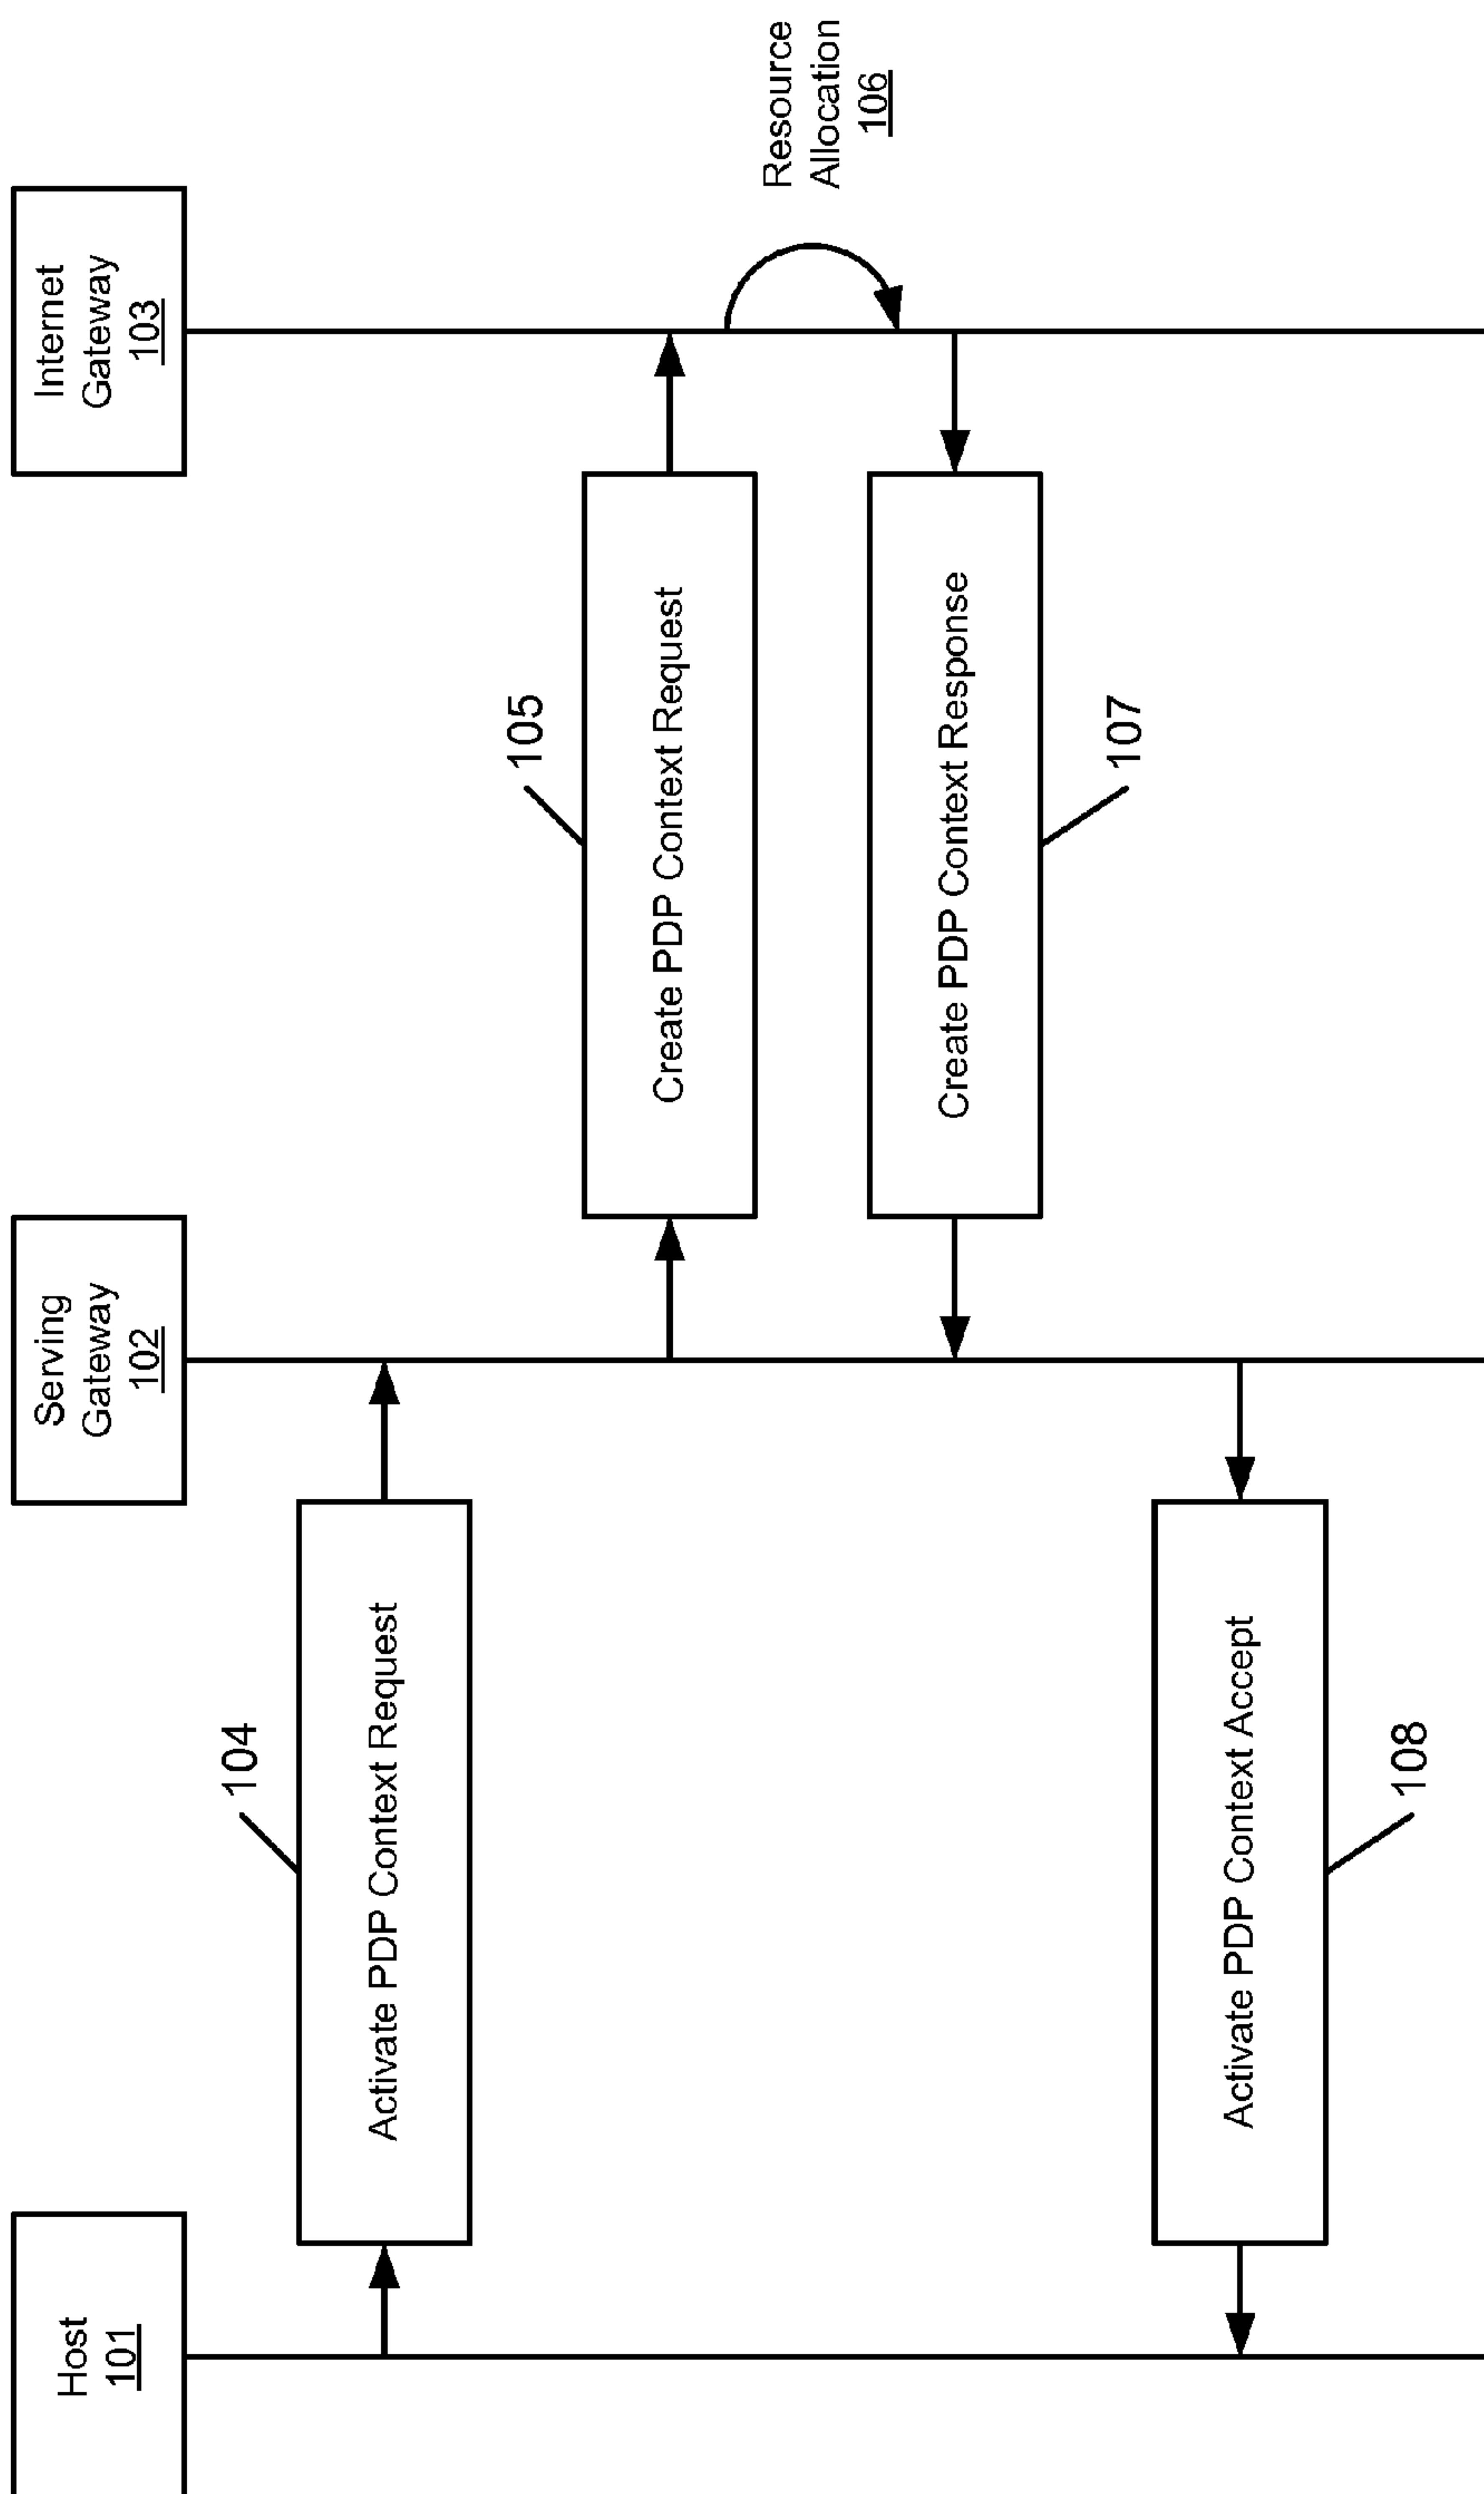 Host
101
Serving
Gateway
102
Internet
Gateway
103
104
Activate PDP Context Request
105
Create PDP Context Request
Resource
Allocation
106
Create PDP Context Response
107
Activate PDP Context Accept
108